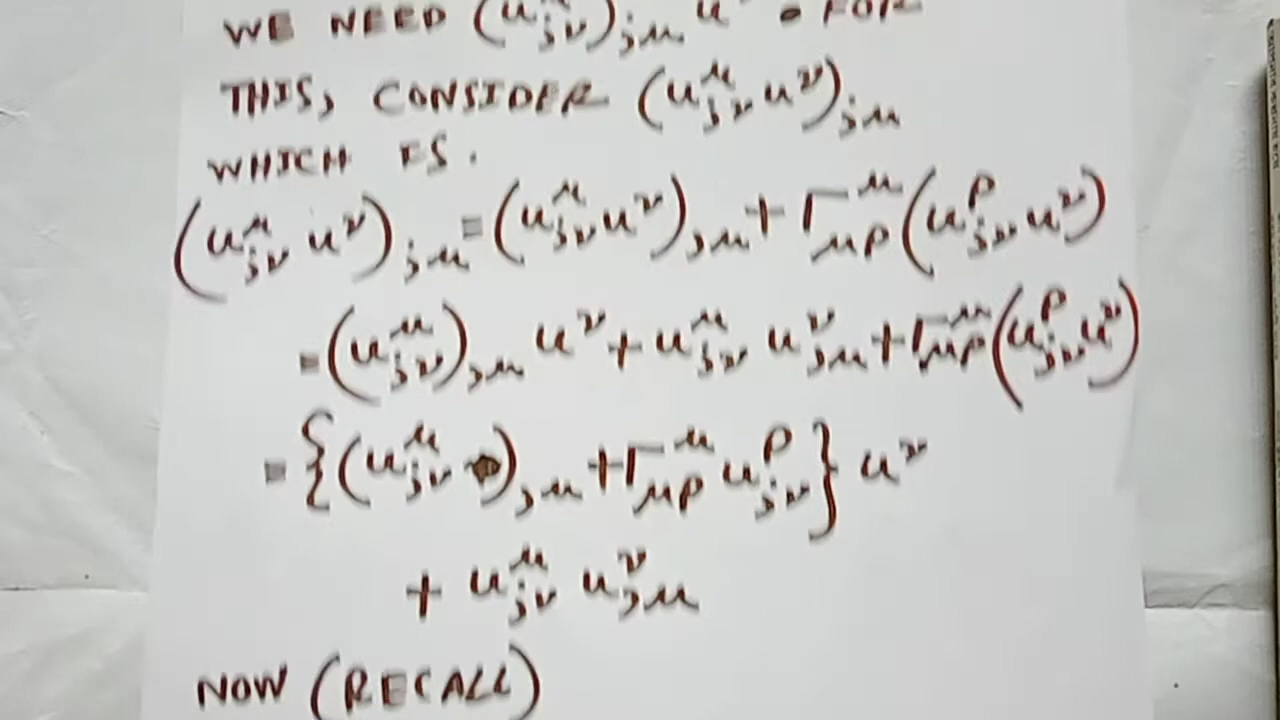 WE NEED (u^μ_{;ν})_{;μ} u • FOR
THIS, CONSIDER (u^μ_{;ν} u^ν)_{;μ}
WHICH IS.
(u^μ_{;ν} u^ν)_{;μ} = (u^μ_{;ν} u^ν)_{,μ} + Γ^μ_{μρ} (u^ρ_{;ν} u^ν)
= (u^μ_{;ν})_{,μ} u^ν + u^μ_{;ν} u^ν_{,μ} + Γ^μ_{μρ} (u^ρ_{;ν} u^ν)
= {(u^μ_{;ν})_{,μ} + Γ^μ_{μρ} u^ρ_{;ν}} u^ν
+ u^μ_{;ν} u^ν_{,μ}
NOW (RECALL)